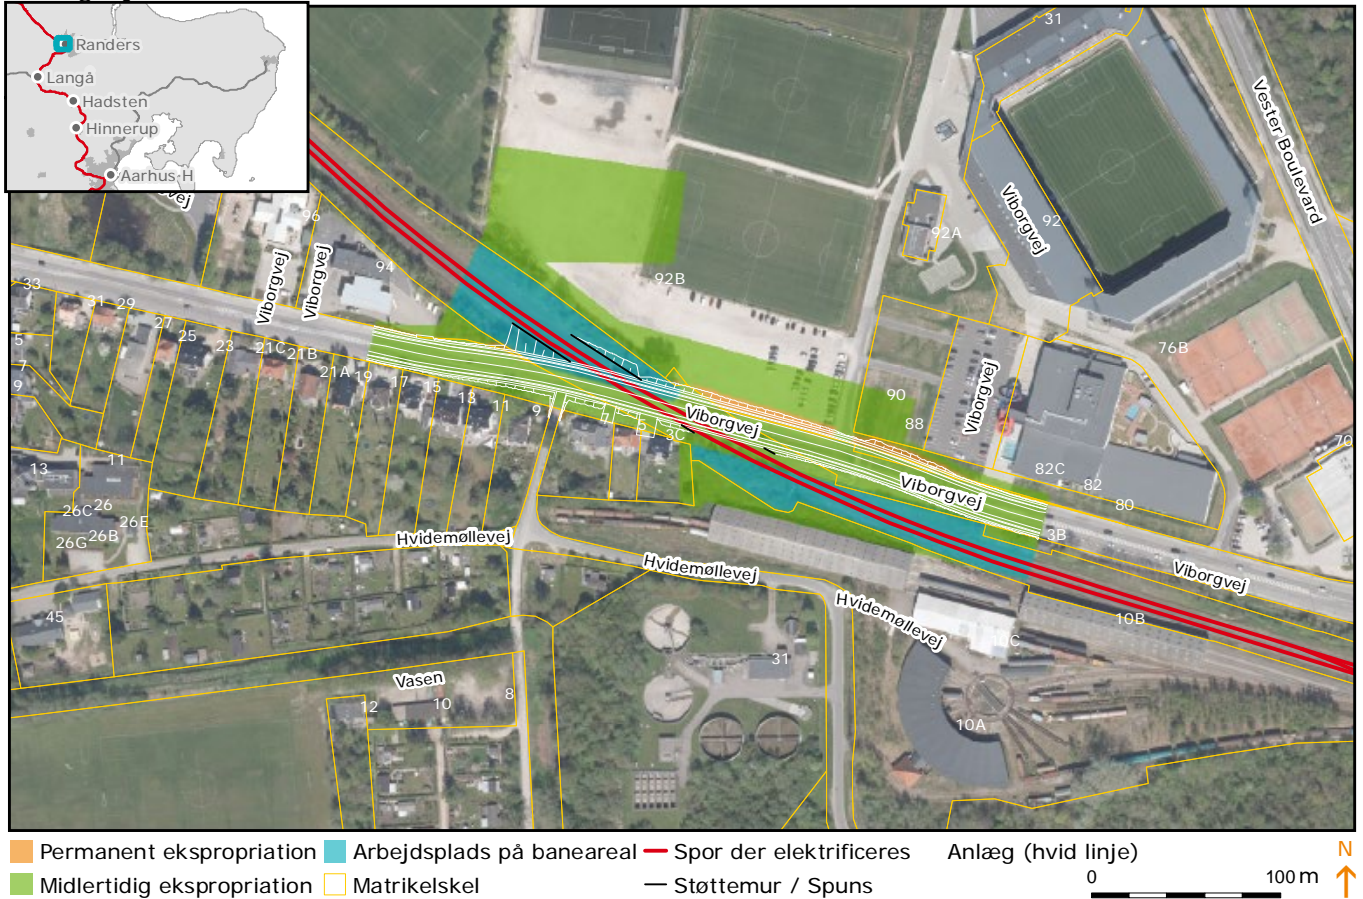 Randers
Langå
Hadsten
Hinnerup
Aarhus H
vej
96
94
Viborgvej
Viborgvej
33
31
29
27
25
23
21C
21B
21A
19
17
15
13
11
9
7
5
3C
5
7
9
13
11
26C
26
26E
26G
26B
45
31
Vester Boulevard
Viborgvej
92
92A
92B
76B
70
90
88
Viborgvej
82C
82
80
3B
Viborgvej
Viborgvej
Viborgvej
Hvidemøllevej
Hvidemøllevej
Hvidemøllevej
10B
10A
31
Vasen
12
10
8
Permanent ekspropriation
Arbejdsplads på baneareal
Spor der elektrificeres
Anlæg (hvid linje)
N
Midlertidig ekspropriation
Matrikelskel
Støttemur / Spuns
0
100 m